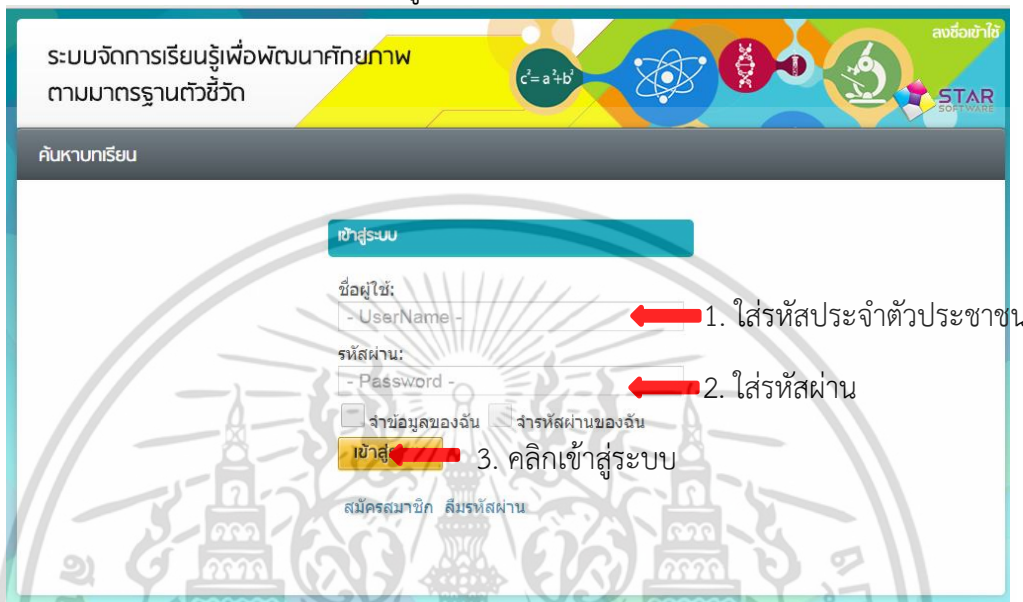 ลงชื่อเข้าใช้
ระบบจัดการเรียนรู้เพื่อพัฒนาศักยภาพ
ตามมาตรฐานตัวชี้วัด
c²= a²+b²
STAR
SOFTWARE
ค้นหาบทเรียน
เข้าสู่ระบบ
ชื่อผู้ใช้:
- UserName -
1. ใส่รหัสประจำตัวประชาชน
รหัสผ่าน:
- Password -
2. ใส่รหัสผ่าน
จำข้อมูลของฉัน จำรหัสผ่านของฉัน
3. คลิกเข้าสู่ระบบ
สมัครสมาชิก ลืมรหัสผ่าน